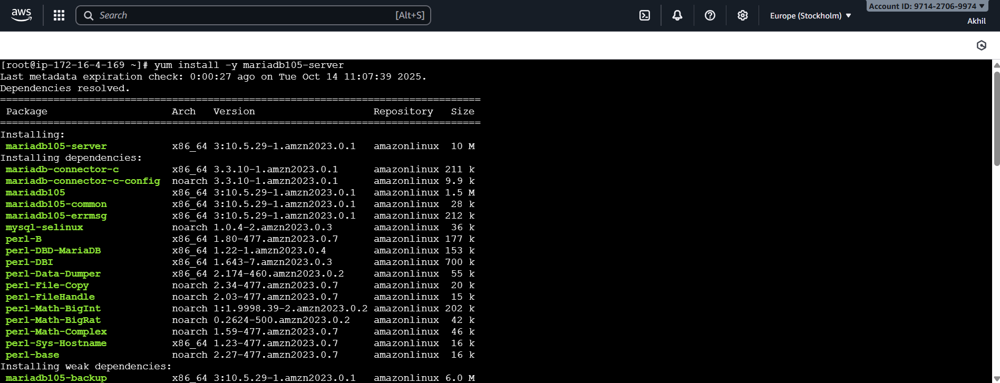 aws
Search [Alt+S]
Europe (Stockholm) ▼
Account ID: 9714-2706-9974 ▼
Akhil
[root@ip-172-16-4-169 ~]# yum install -y mariadb105-server
Last metadata expiration check: 0:00:27 ago on Tue Oct 14 11:07:39 2025.
Dependencies resolved.
=================================================================================
Package Arch Version Repository Size
=================================================================================
Installing:
mariadb105-server x86_64 3:10.5.29-1.amzn2023.0.1 amazonlinux 10 M
Installing dependencies:
mariadb-connector-c x86_64 3.3.10-1.amzn2023.0.1 amazonlinux 211 k
mariadb-connector-c-config noarch 3.3.10-1.amzn2023.0.1 amazonlinux 9.9 k
mariadb105 x86_64 3:10.5.29-1.amzn2023.0.1 amazonlinux 1.5 M
mariadb105-common x86_64 3:10.5.29-1.amzn2023.0.1 amazonlinux 28 k
mariadb105-errmsg x86_64 3:10.5.29-1.amzn2023.0.1 amazonlinux 212 k
mysql-selinux noarch 1.0.4-2.amzn2023.0.3 amazonlinux 36 k
perl-B x86_64 1.80-477.amzn2023.0.7 amazonlinux 177 k
perl-DBD-MariaDB x86_64 1.22-1.amzn2023.0.4 amazonlinux 153 k
perl-DBI x86_64 1.643-7.amzn2023.0.3 amazonlinux 700 k
perl-Data-Dumper x86_64 2.174-460.amzn2023.0.2 amazonlinux 55 k
perl-File-Copy noarch 2.34-477.amzn2023.0.7 amazonlinux 20 k
perl-FileHandle noarch 2.03-477.amzn2023.0.7 amazonlinux 15 k
perl-Math-BigInt noarch 1:1.9998.39-2.amzn2023.0.2 amazonlinux 202 k
perl-Math-BigRat noarch 0.2624-500.amzn2023.0.2 amazonlinux 42 k
perl-Math-Complex noarch 1.59-477.amzn2023.0.7 amazonlinux 46 k
perl-Sys-Hostname x86_64 1.23-477.amzn2023.0.7 amazonlinux 16 k
perl-base noarch 2.27-477.amzn2023.0.7 amazonlinux 16 k
Installing weak dependencies:
mariadb105-backup x86_64 3:10.5.29-1.amzn2023.0.1 amazonlinux 6.0 M